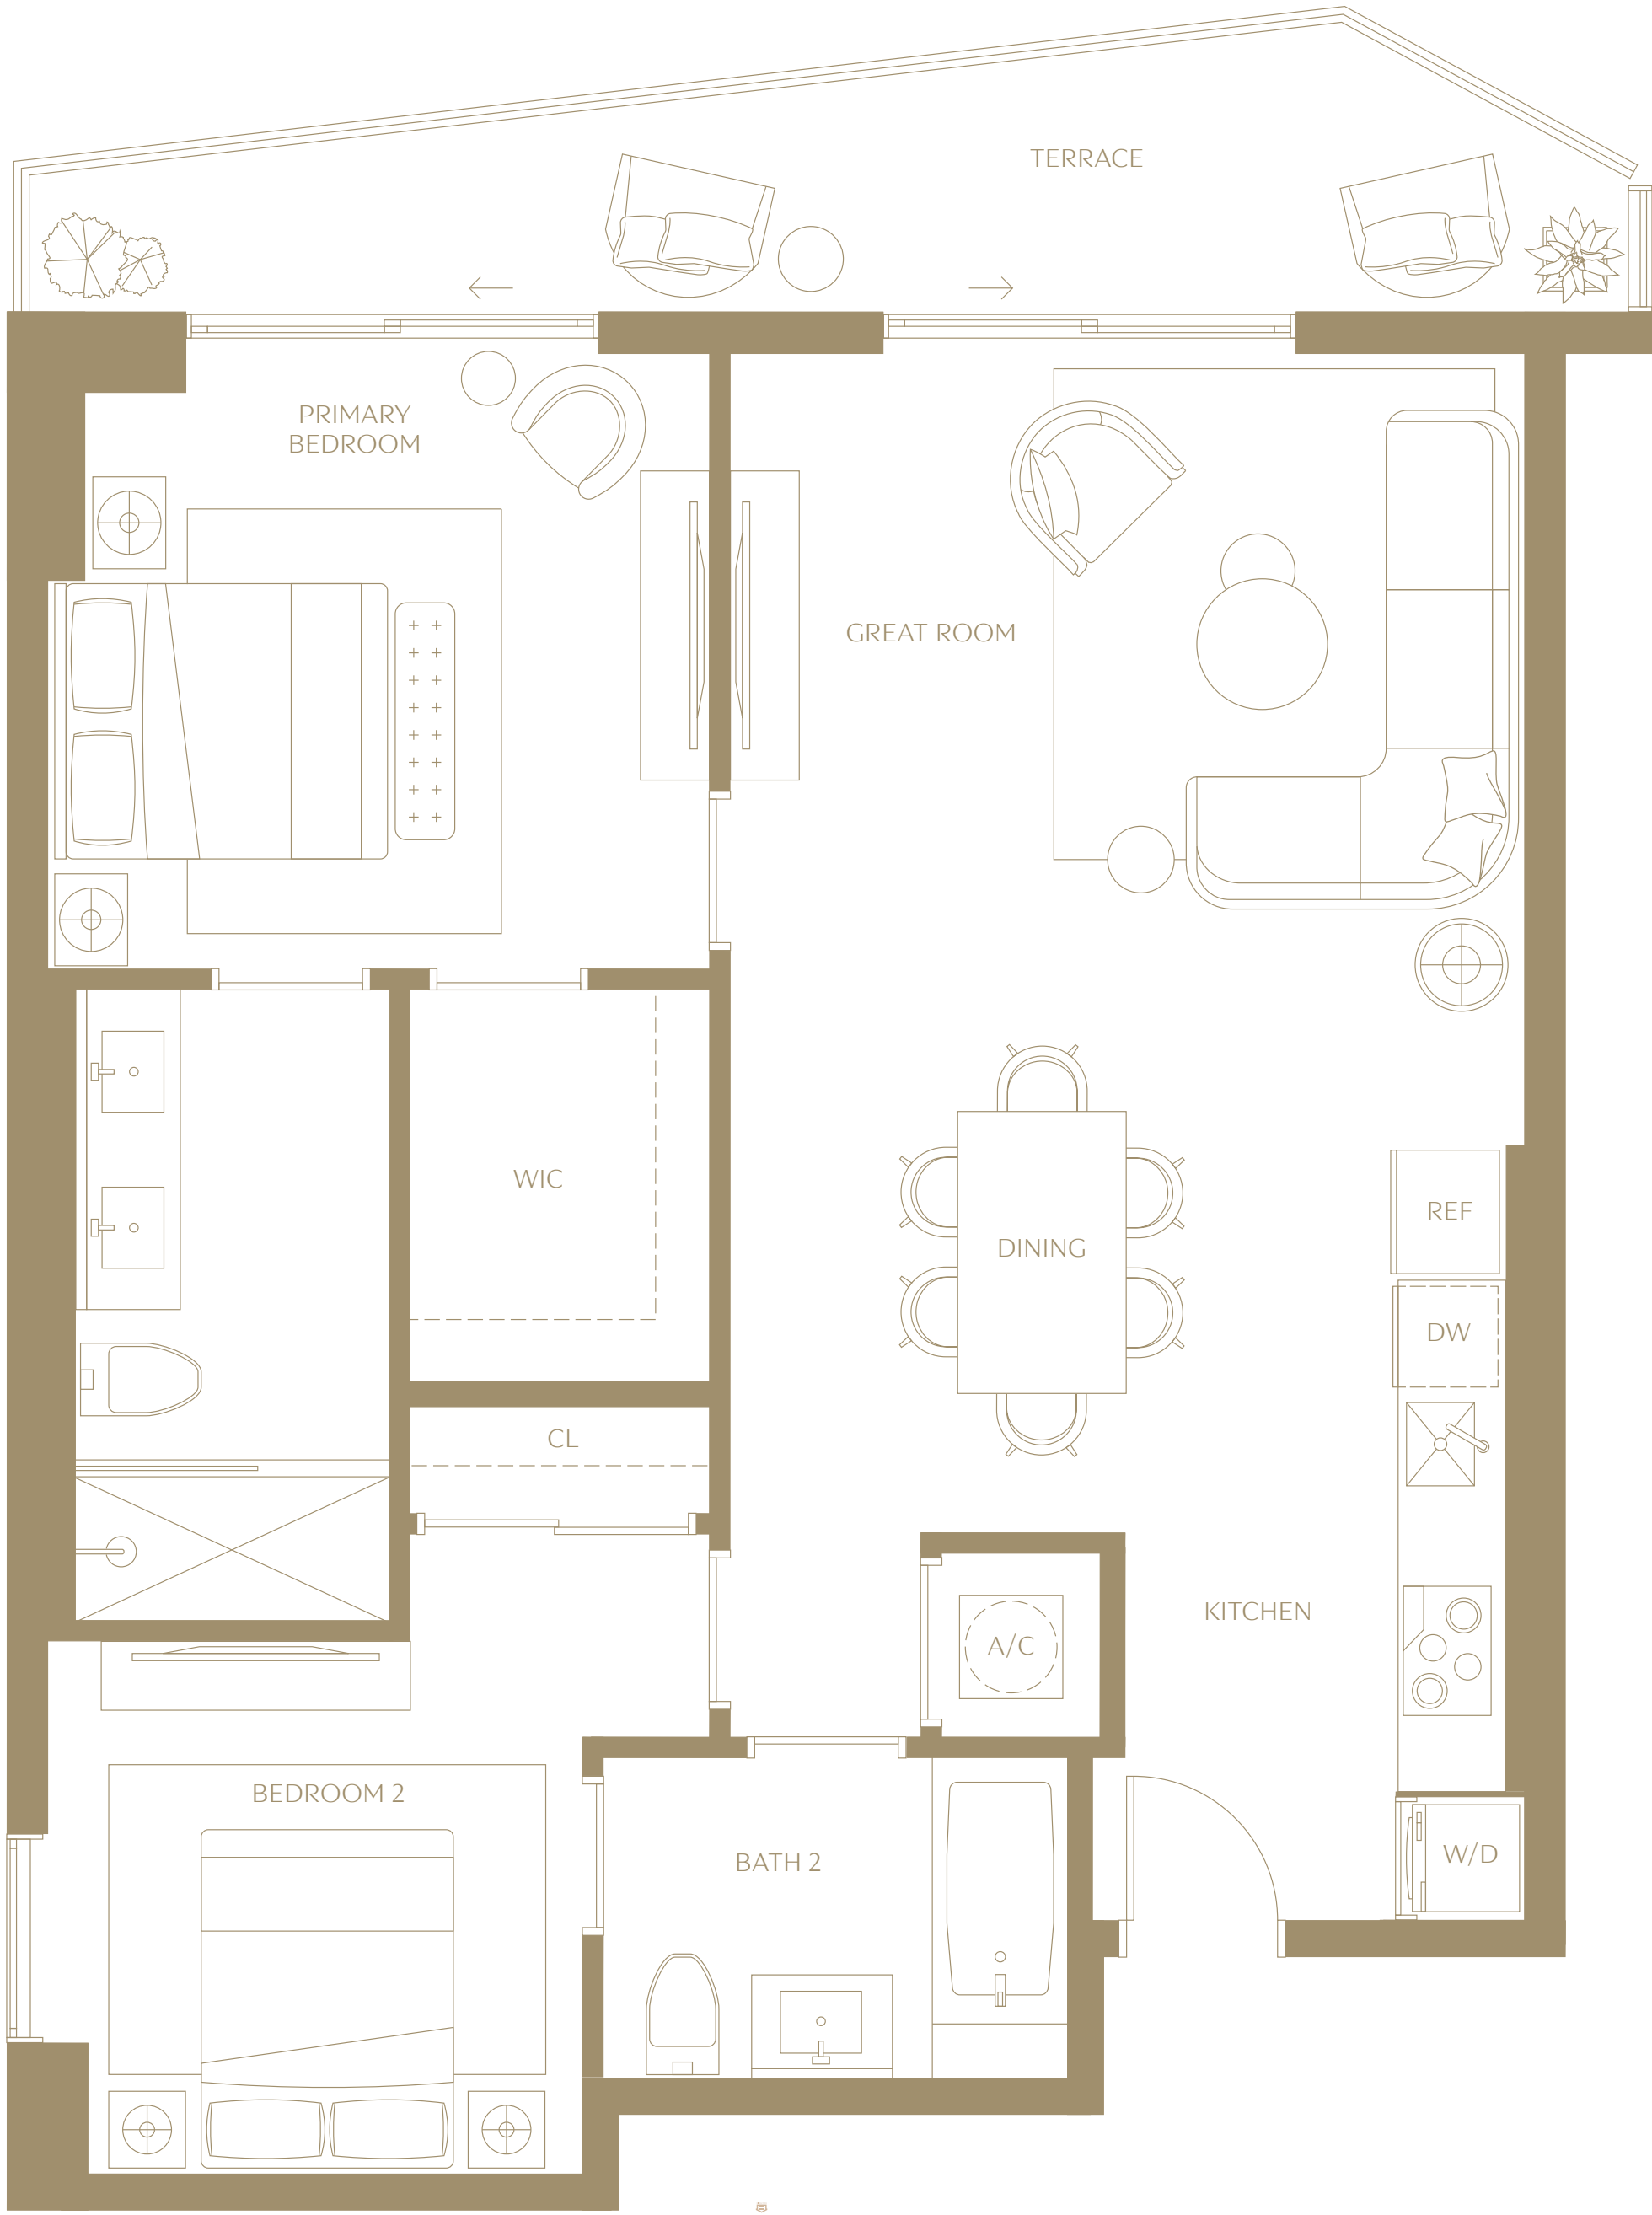 TERRACE
PRIMARY
BEDROOM
GREAT ROOM
WIC
REF
DINING
DW
CL
KITCHEN
A/C
BEDROOM 2
BATH 2
W/D